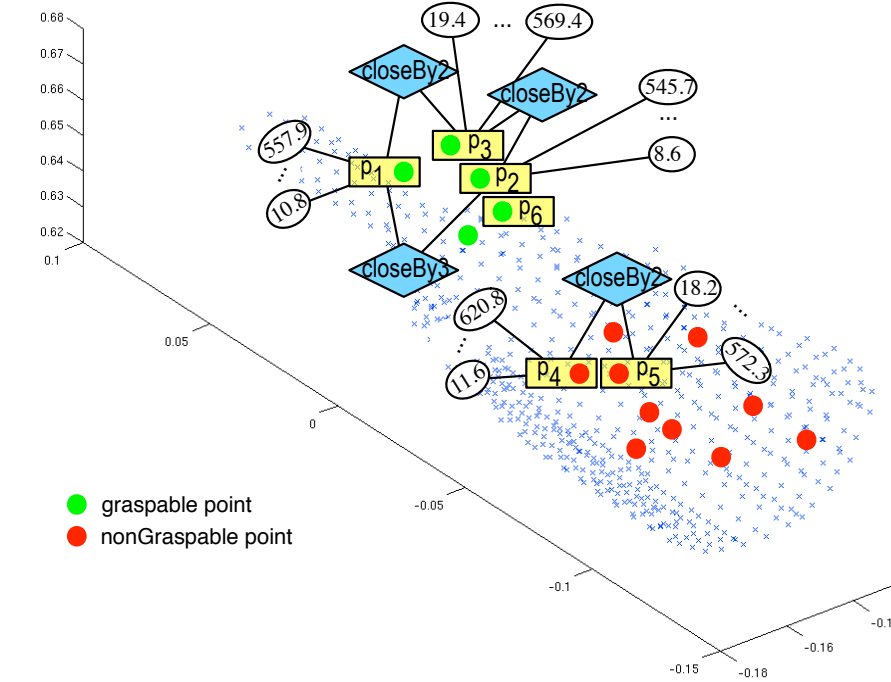 0.68
0.67
0.66
0.65
0.64
0.63
0.62
0.1
0.05
0
-0.05
-0.1
-0.15
-0.18
-0.16
-0.1
19.4
...
569.4
closeBy2
closeBy2
545.7
...
8.6
557.9
...
10.8
p1
p3
p2
p6
closeBy3
closeBy2
18.2
...
620.8
...
11.6
p4
p5
572.3
graspable point
nonGraspable point